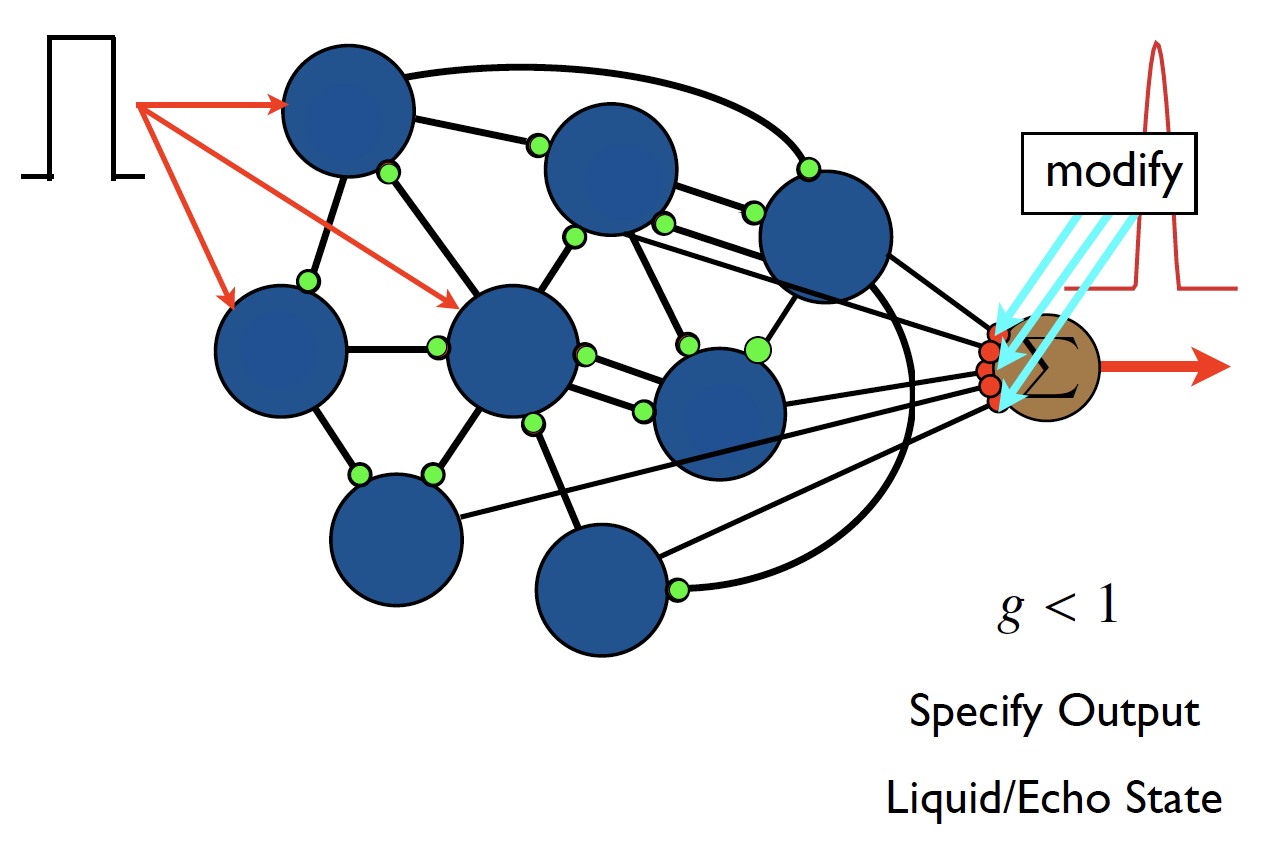 modify
Σ
g < 1
Specify Output
Liquid/Echo State